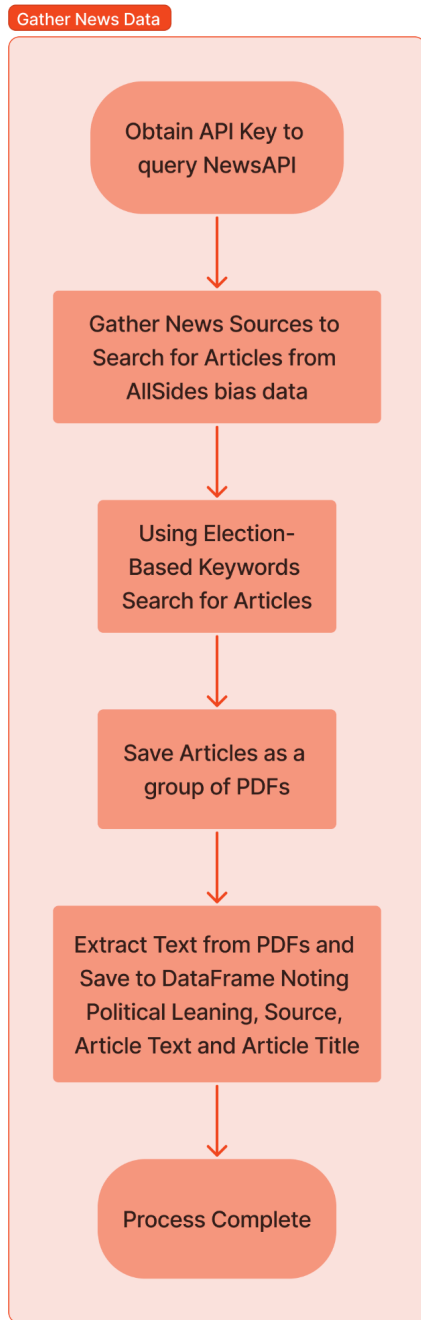 Gather News Data
Obtain API Key to
query NewsAPI
Gather News Sources to
Search for Articles from
AllSides bias data
Using Election-
Based Keywords
Search for Articles
Save Articles as a
group of PDFs
Extract Text from PDFs and
Save to DataFrame Noting
Political Leaning, Source,
Article Text and Article Title
Process Complete